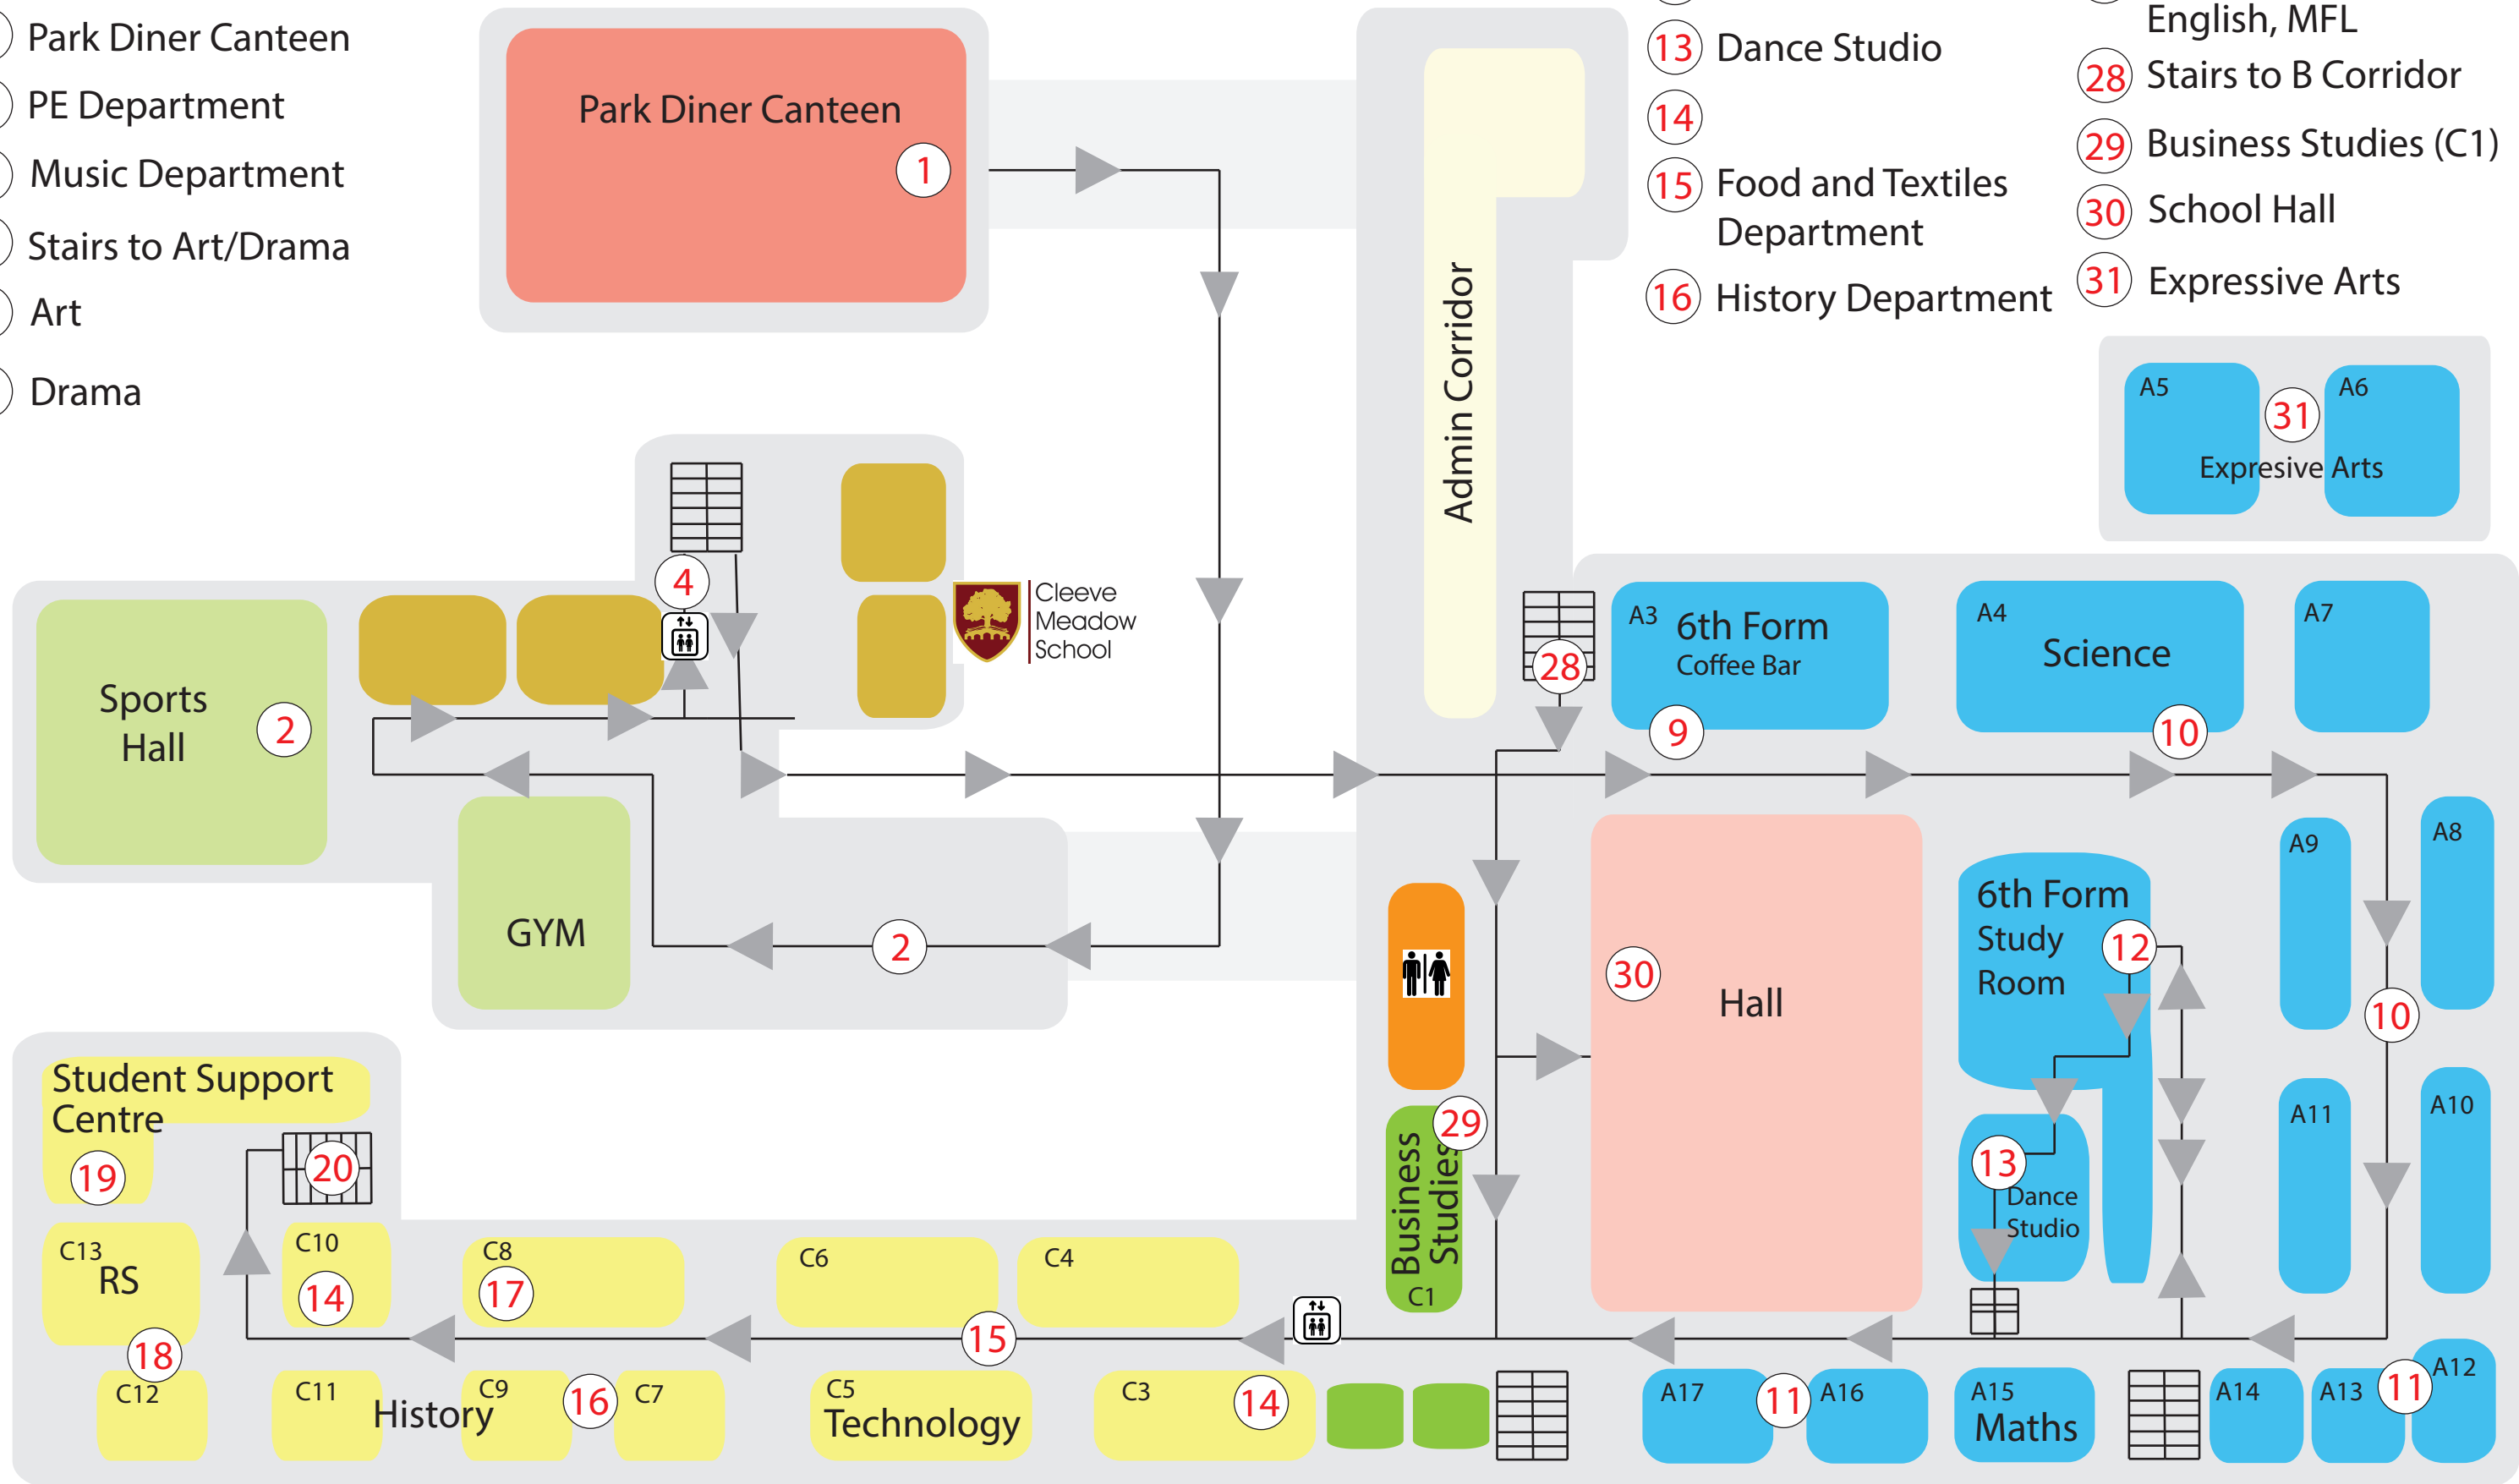 Park Diner Canteen
PE Department
Music Department
Stairs to Art/Drama
Art
Drama
Park Diner Canteen
1
Admin Corridor
13 Dance Studio
14
15 Food and Textiles
Department
16 History Department
English, MFL
28 Stairs to B Corridor
29 Business Studies (C1)
30 School Hall
31 Expressive Arts
A5
31
A6
Expresive Arts
4
Cleeve
Meadow
School
Sports
Hall
2
GYM
2
28
A3
6th Form
Coffee Bar
9
A4
Science
10
A7
A8
A9
10
A10
A11
30
Hall
6th Form
Study
Room
12
13
Dance
Studio
29
Business
Studies
C1
Student Support
Centre
19
20
C13
RS
18
C10
14
C8
17
C6
C4
15
C12
C11
History
C9
16
C7
C5
Technology
C3
14
A17
11
A16
A15
Maths
A14
A13
11
A12